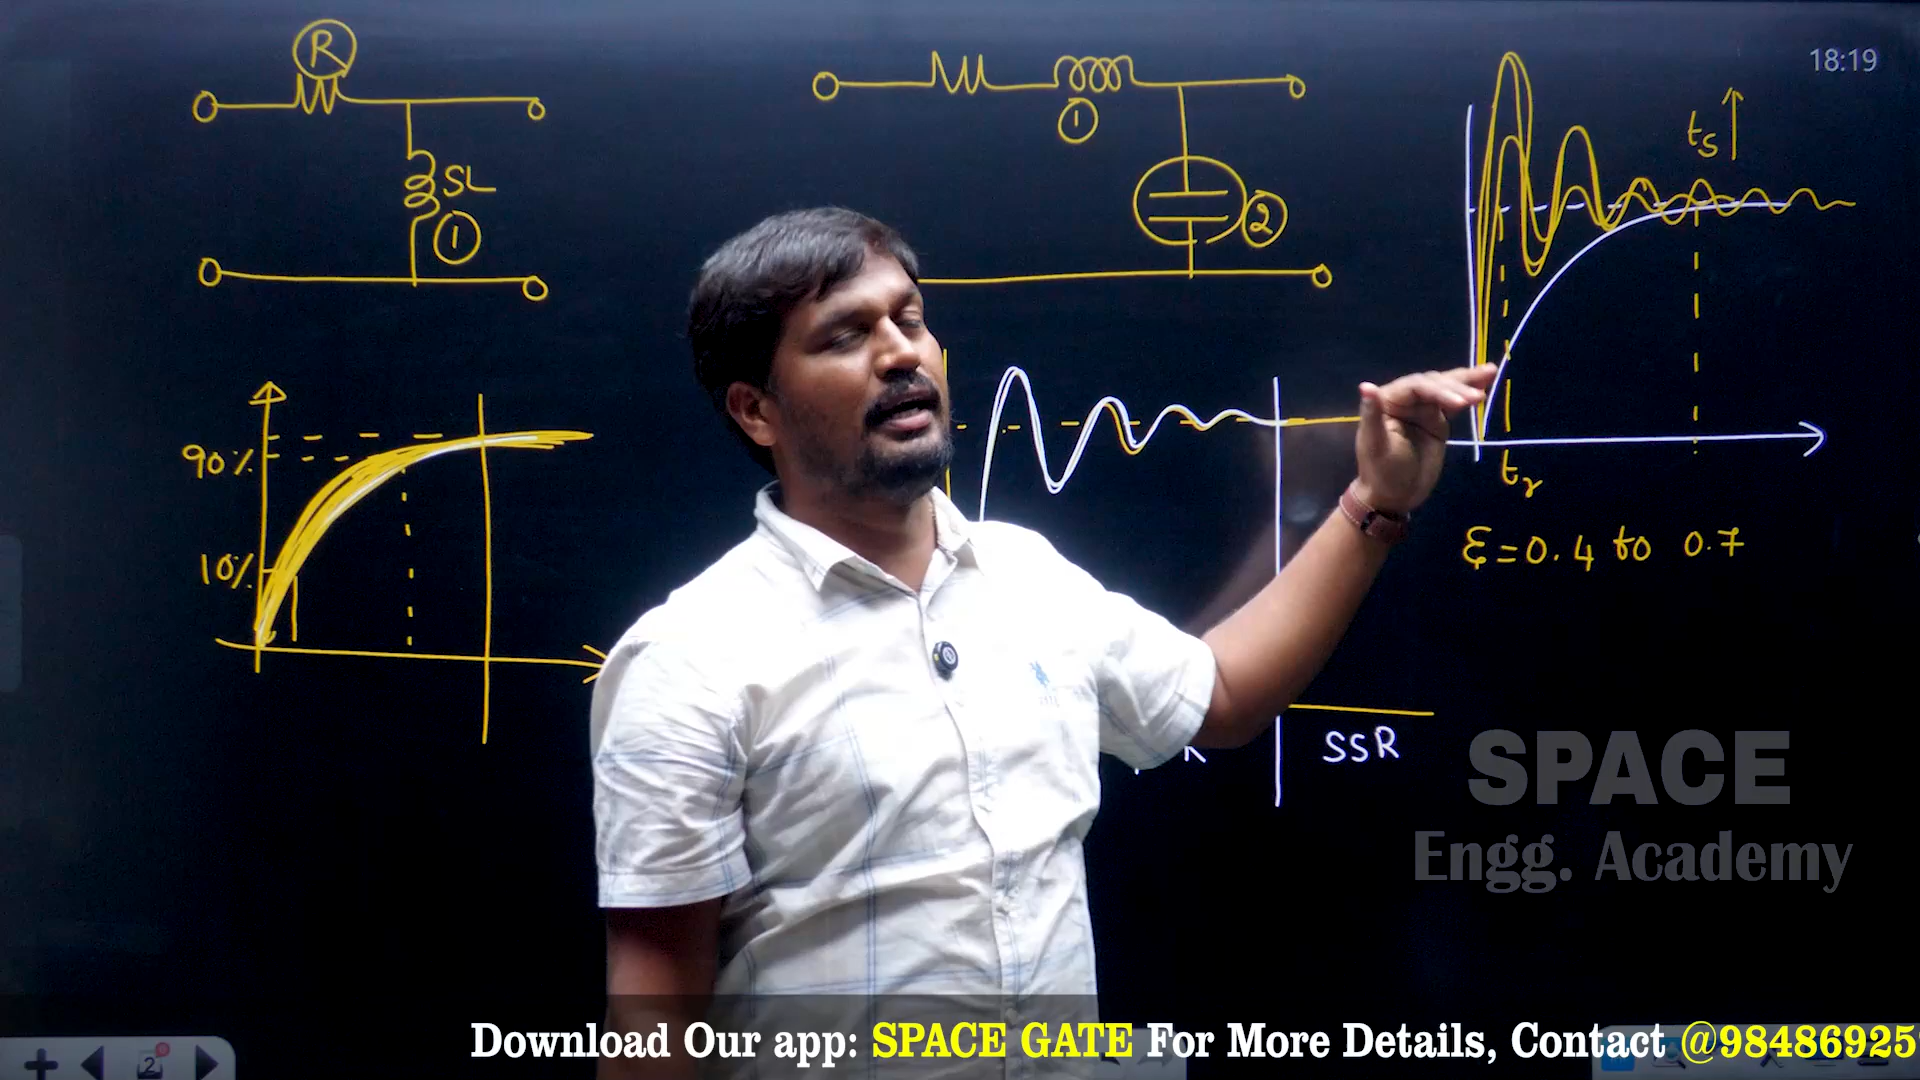 R
18:19
①
ts↑
SL
①
②
90%
10%
tr
ξ=0.4 to 0.7
SSR
SPACE
Engg. Academy
2
Download Our app: SPACE GATE For More Details, Contact @98486925